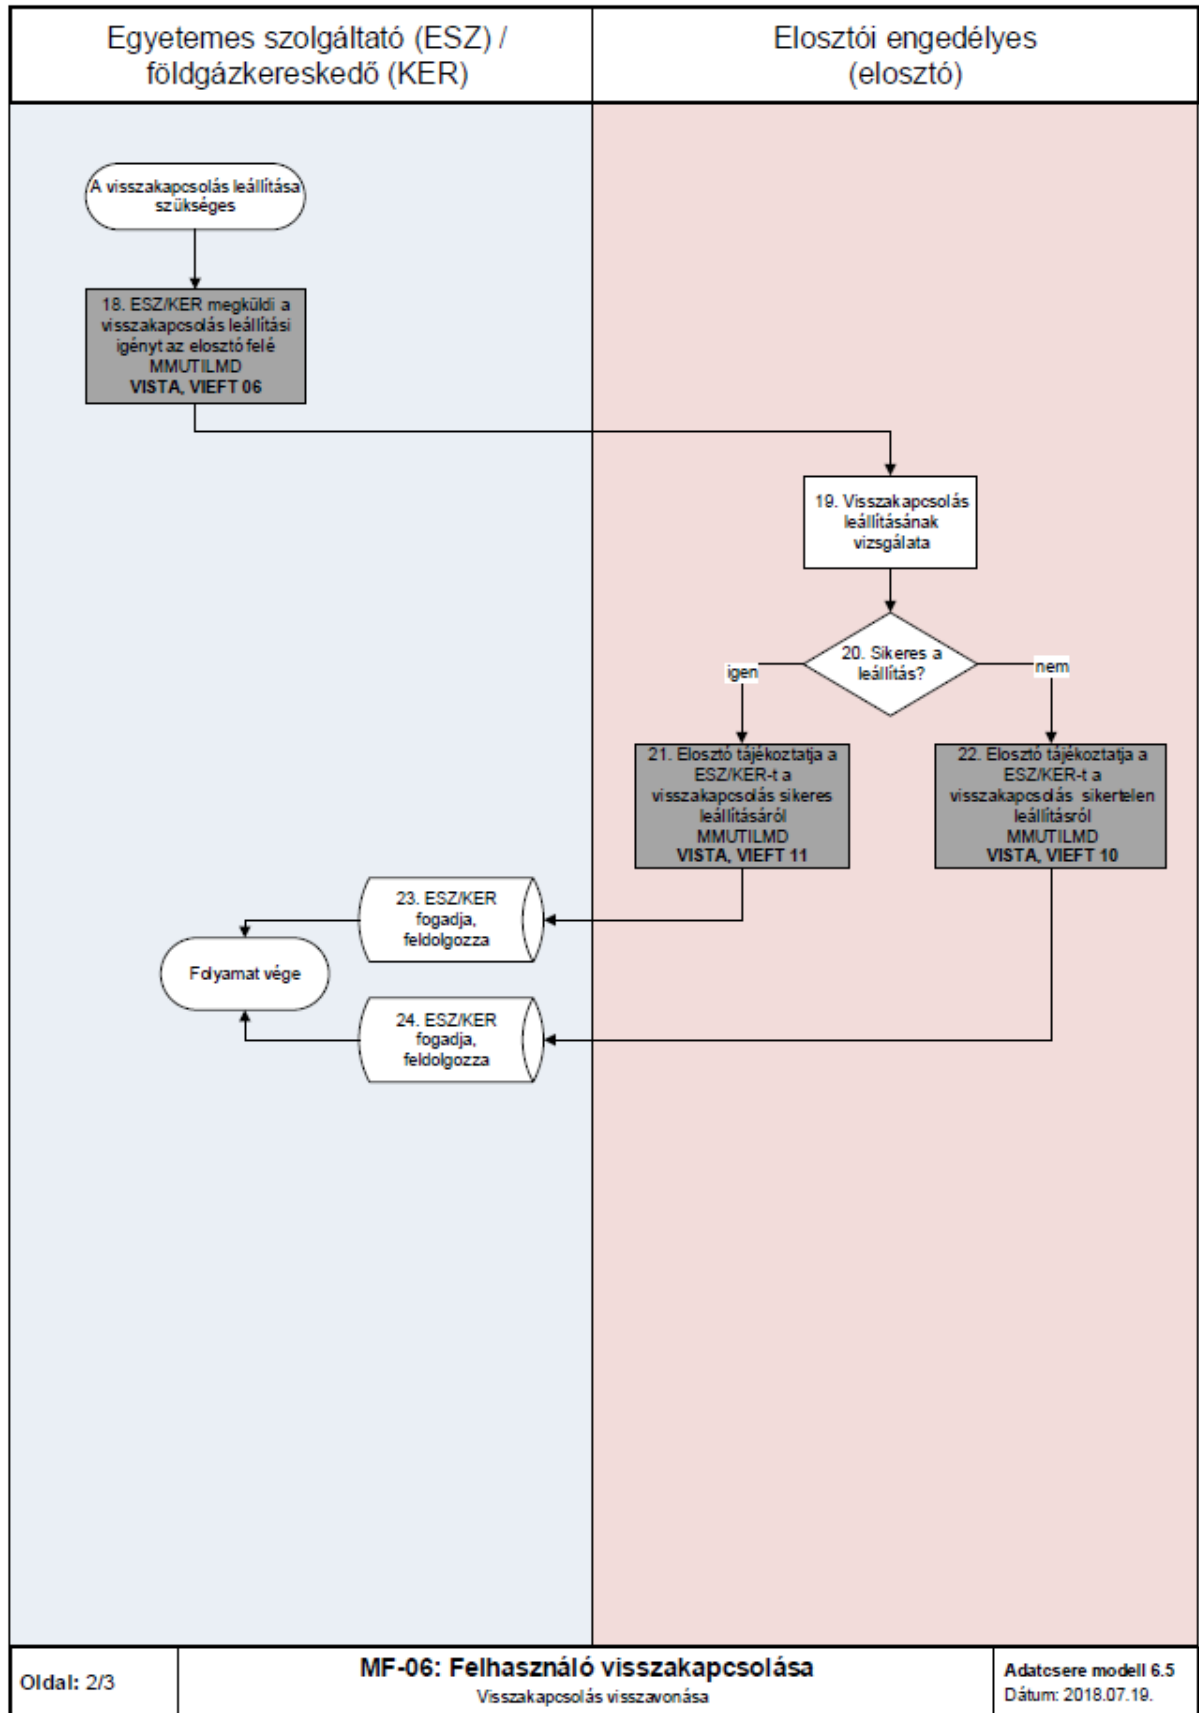 Egyetemes szolgáltató (ESZ) /
földgázkereskedő (KER)
Elosztói engedélyes
(elosztó)
A visszakapcsolás leállítása
szükséges
18. ESZ/KER megküldi a
visszakapcsolás leállítási
igényt az elosztó felé
MMUTILMD
VISTA, VIEFT 06
19. Visszakapcsolás
leállításának
vizsgálata
20. Sikeres a
leállítás?
igen
nem
21. Elosztó tájékoztatja a
ESZ/KER-t a
visszakapcsolás sikeres
leállításáról
MMUTILMD
VISTA, VIEFT 11
22. Elosztó tájékoztatja a
ESZ/KER-t a
visszakapcsolás sikertelen
leállításról
MMUTILMD
VISTA, VIEFT 10
23. ESZ/KER
fogadja,
feldolgozza
Folyamat vége
24. ESZ/KER
fogadja,
feldolgozza
Oldal: 2/3
MF-06: Felhasználó visszakapcsolása
Visszakapcsolás visszavonása
Adatcsere modell 6.5
Dátum: 2018.07.19.